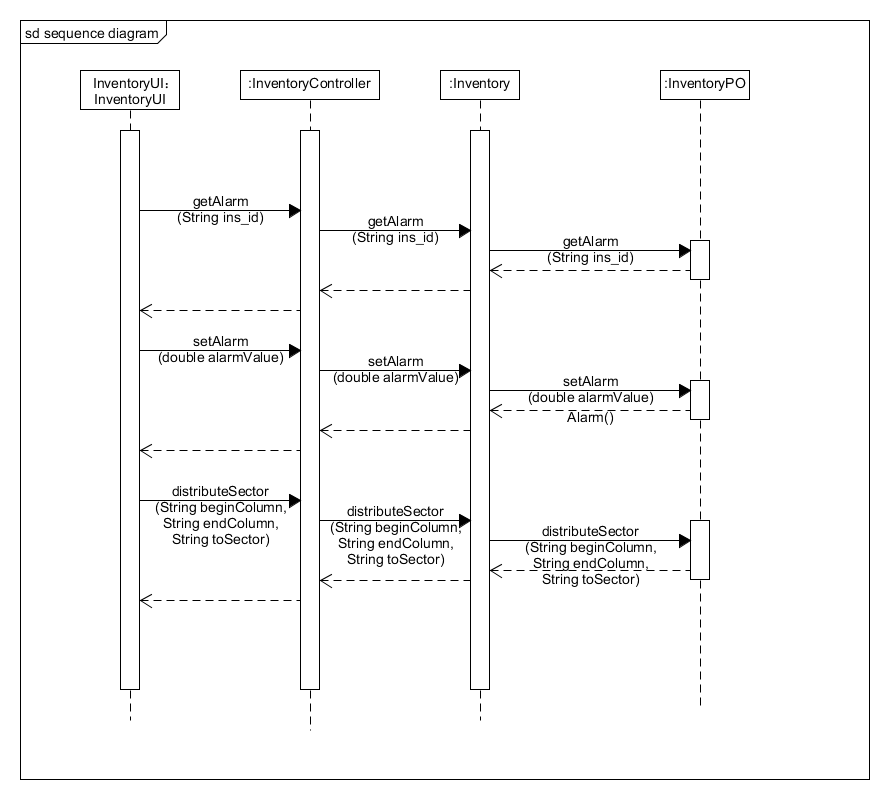 sd sequence diagram
InventoryUI：
InventoryUI
:InventoryController
:Inventory
:InventoryPO
getAlarm
(String ins_id)
getAlarm
(String ins_id)
getAlarm
(String ins_id)
setAlarm
(double alarmValue)
setAlarm
(double alarmValue)
setAlarm
(double alarmValue)
Alarm()
distributeSector
(String beginColumn,
String endColumn,
String toSector)
distributeSector
(String beginColumn,
String endColumn,
String toSector)
distributeSector
(String beginColumn,
String endColumn,
String toSector)